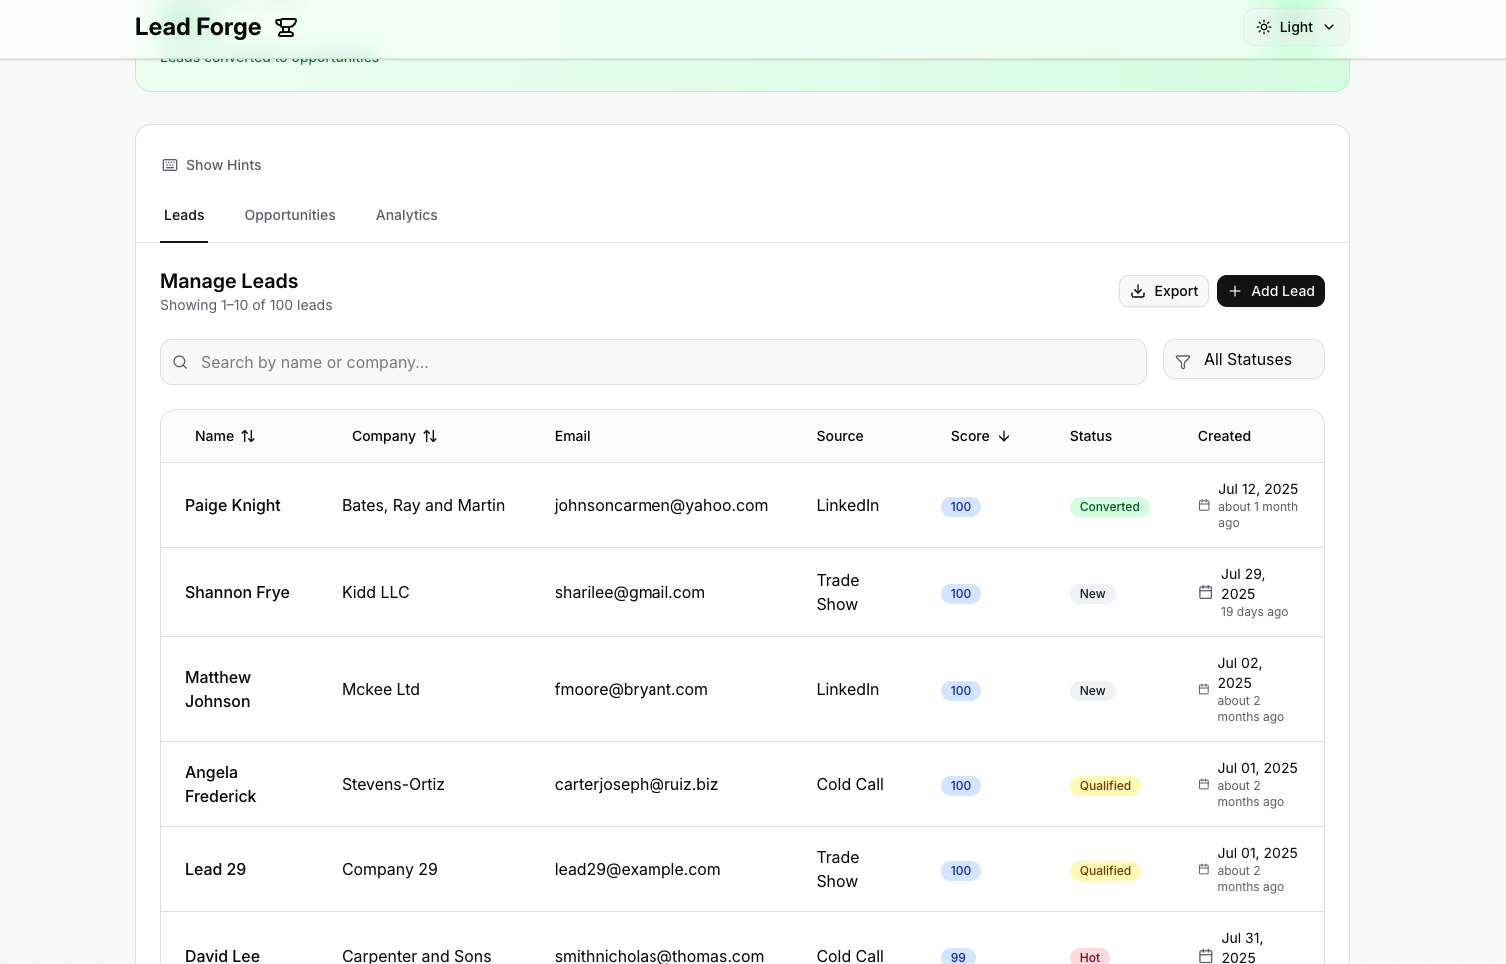 Lead Forge
Light
Leads converted to opportunities
Show Hints
Leads Opportunities Analytics
Manage Leads
Showing 1–10 of 100 leads
Export
Add Lead
Search by name or company...
All Statuses
Name Company Email Source Score Status Created
Paige Knight Bates, Ray and Martin johnsoncarmen@yahoo.com LinkedIn 100 Converted Jul 12, 2025
about 1 month
ago
Shannon Frye Kidd LLC sharilee@gmail.com Trade
Show 100 New Jul 29,
2025
19 days ago
Matthew
Johnson Mckee Ltd fmoore@bryant.com LinkedIn 100 New Jul 02,
2025
about 2
months ago
Angela
Frederick Stevens-Ortiz carterjoseph@ruiz.biz Cold Call 100 Qualified Jul 01, 2025
about 2
months ago
Lead 29 Company 29 lead29@example.com Trade
Show 100 Qualified Jul 01, 2025
about 2
months ago
David Lee Carpenter and Sons smithnicholas@thomas.com Cold Call 99 Hot Jul 31,
2025